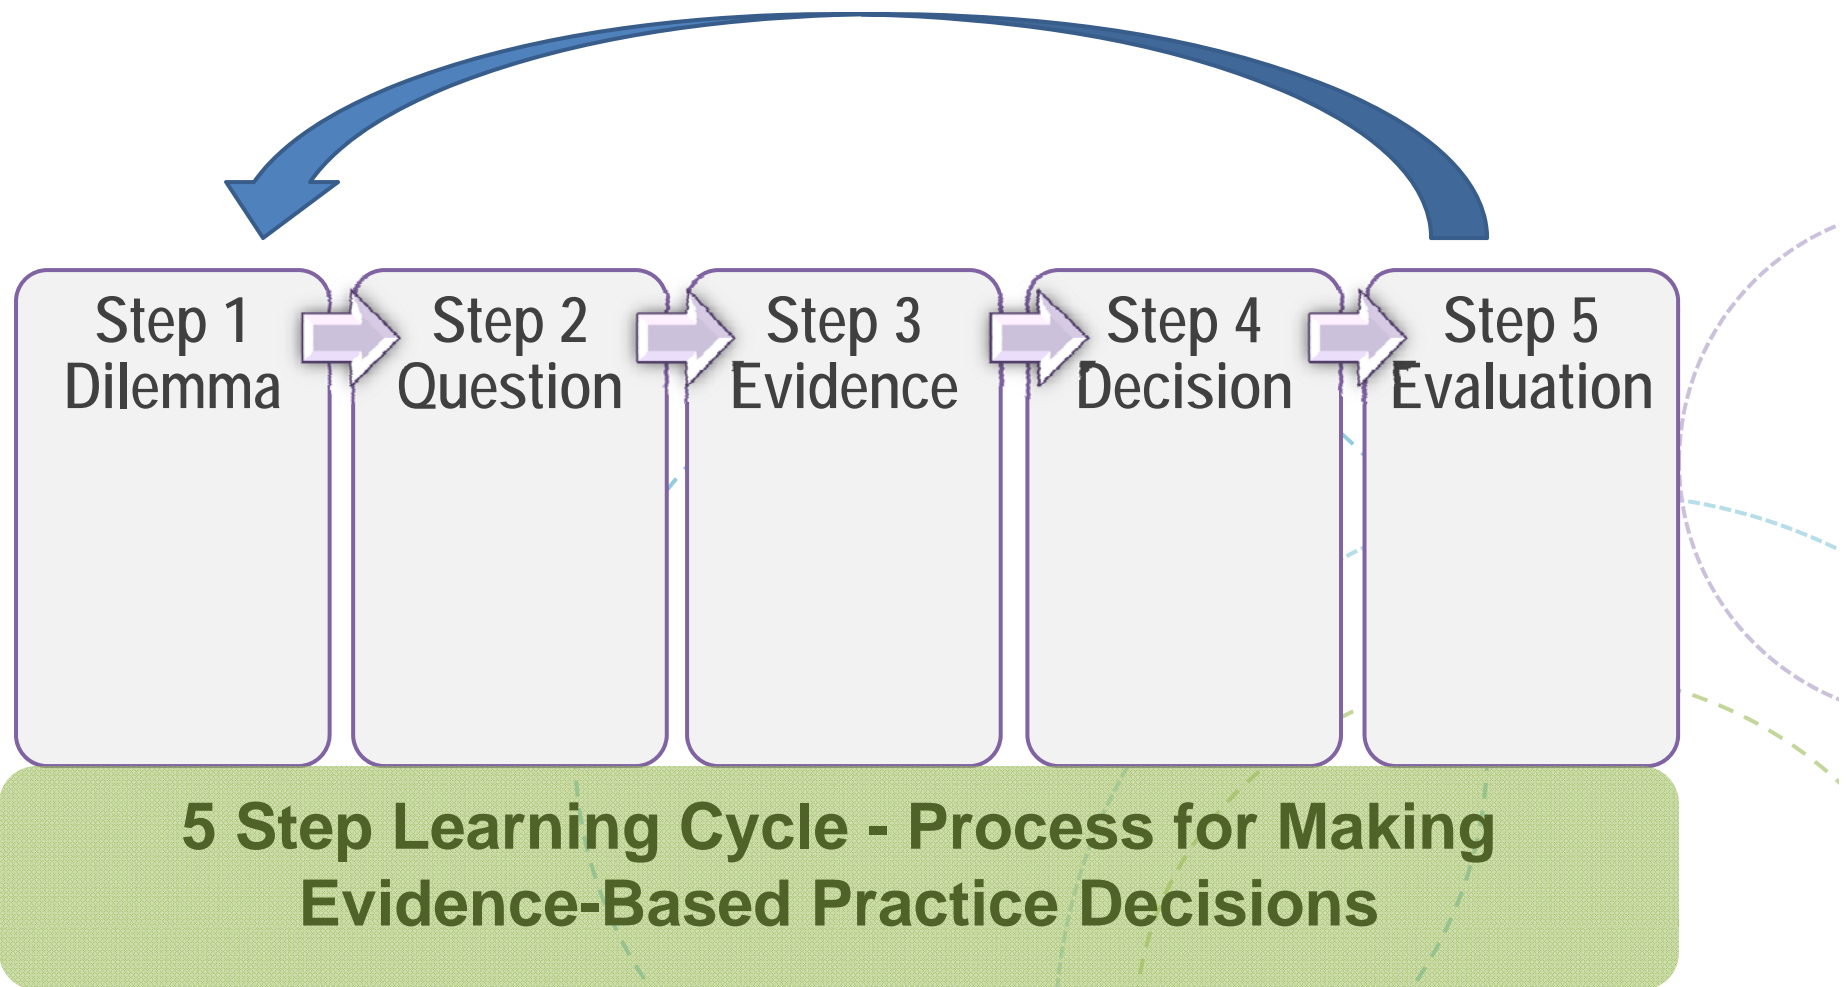 Step 1
Dilemma
Step 2
Question
Step 3
Evidence
Step 4
Decision
Step 5
Evaluation
5 Step Learning Cycle - Process for Making
Evidence-Based Practice Decisions